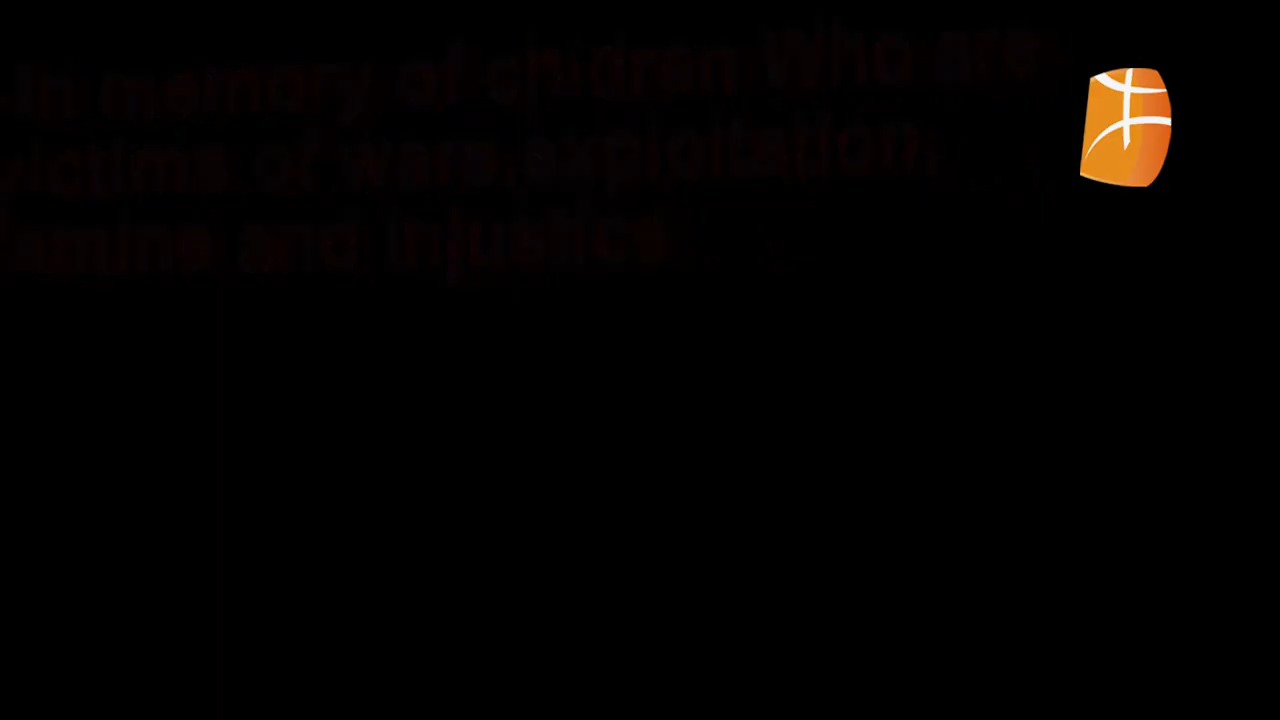 In memory of children who are
victims of wars, exploitation,
famine and injustice